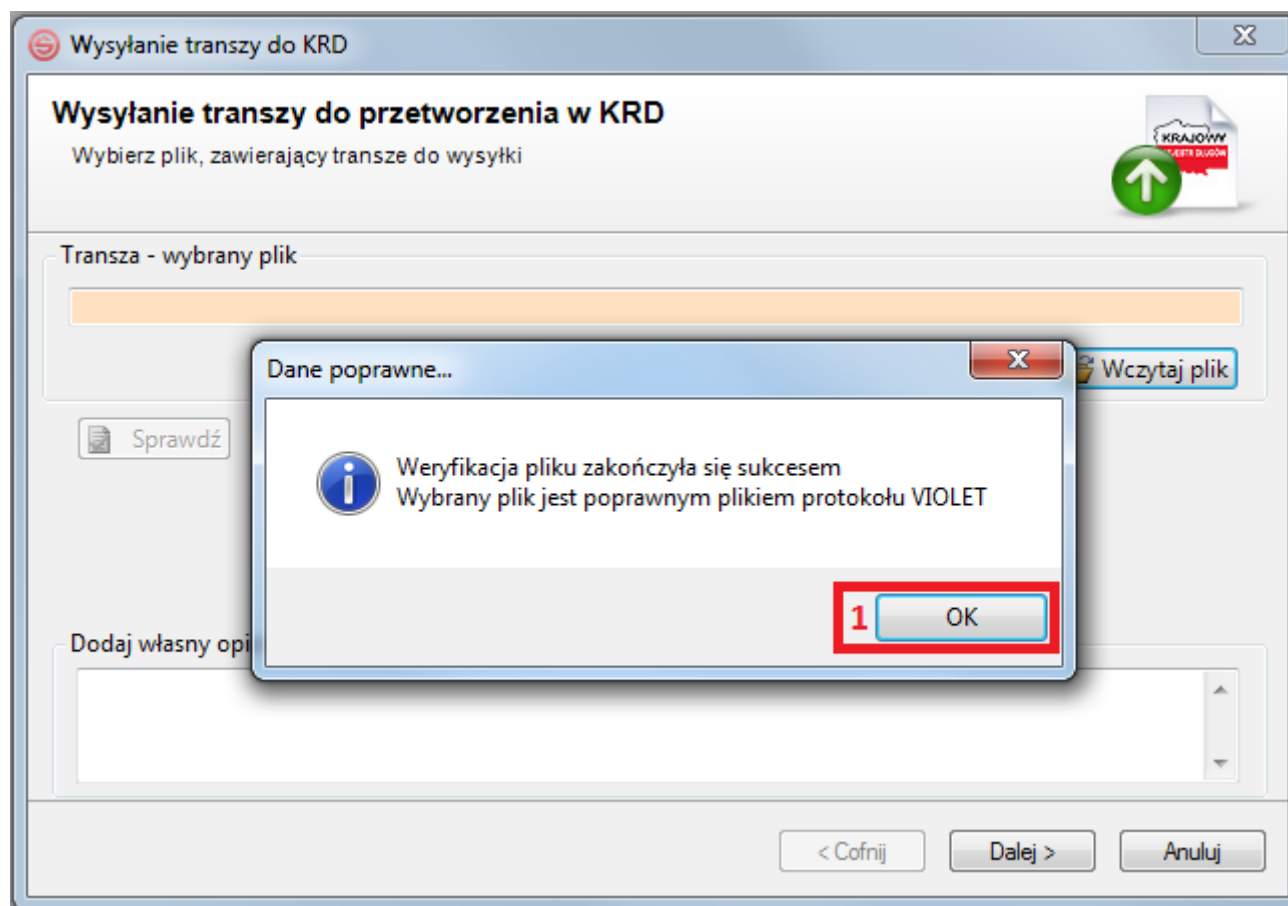 Wysyłanie transzy do KRD
Wysyłanie transzy do przetworzenia w KRD
Wybierz plik, zawierający transze do wysyłki
KRAJOWY
REJESTR DŁUGÓW
Transza - wybrany plik
Wczytaj plik
Dane poprawne...
Sprawdź
Weryfikacja pliku zakończyła się sukcesem
Wybrany plik jest poprawnym plikiem protokołu VIOLET
1
OK
Dodaj własny opi
< Cofnij
Dalej >
Anuluj